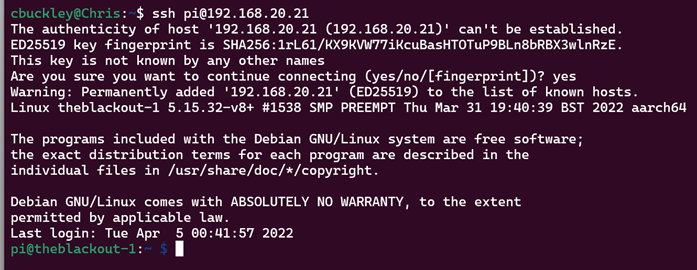 cbuckley@Chris:~$ ssh pi@192.168.20.21
The authenticity of host '192.168.20.21 (192.168.20.21)' can't be established.
ED25519 key fingerprint is SHA256:1rL61/KX9KVW77iKcuBasHTOTuP9BLn8bRBX3wlnRzE.
This key is not known by any other names
Are you sure you want to continue connecting (yes/no/[fingerprint])? yes
Warning: Permanently added '192.168.20.21' (ED25519) to the list of known hosts.
Linux theblackout-1 5.15.32-v8+ #1538 SMP PREEMPT Thu Mar 31 19:40:39 BST 2022 aarch64
The programs included with the Debian GNU/Linux system are free software;
the exact distribution terms for each program are described in the
individual files in /usr/share/doc/*/copyright.
Debian GNU/Linux comes with ABSOLUTELY NO WARRANTY, to the extent
permitted by applicable law.
Last login: Tue Apr  5 00:41:57 2022
pi@theblackout-1:~ $